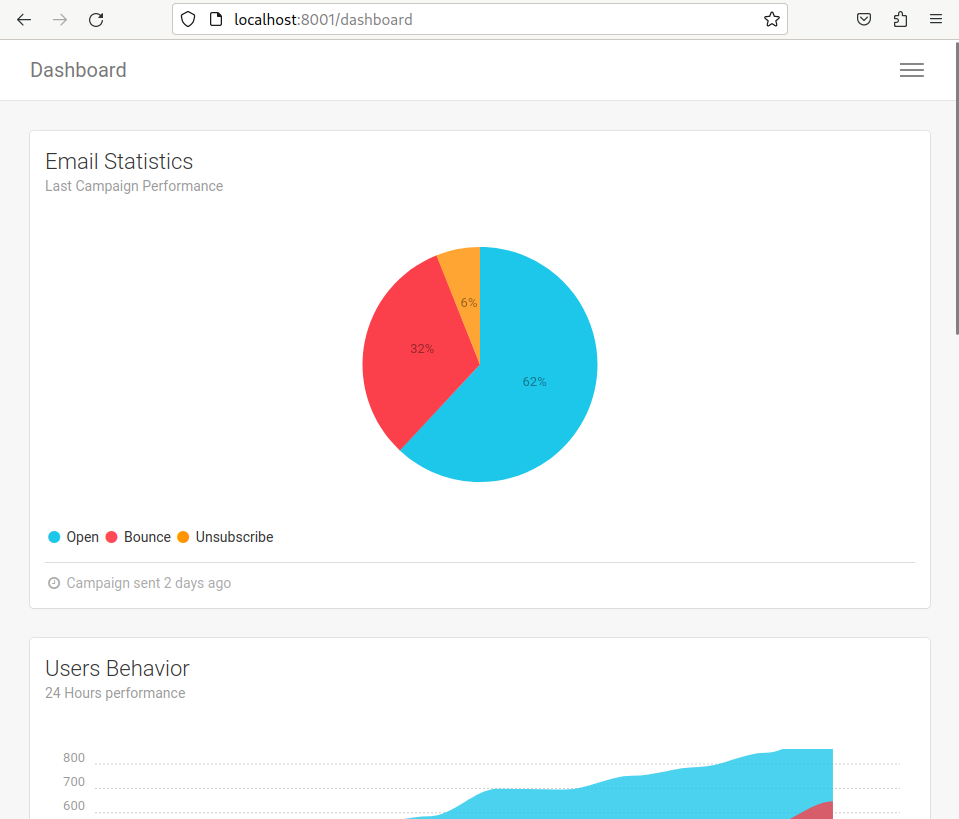 localhost:8001/dashboard
Dashboard
Email Statistics
Last Campaign Performance
6%
32%
62%
Open Bounce Unsubscribe
Campaign sent 2 days ago
Users Behavior
24 Hours performance
800
700
600